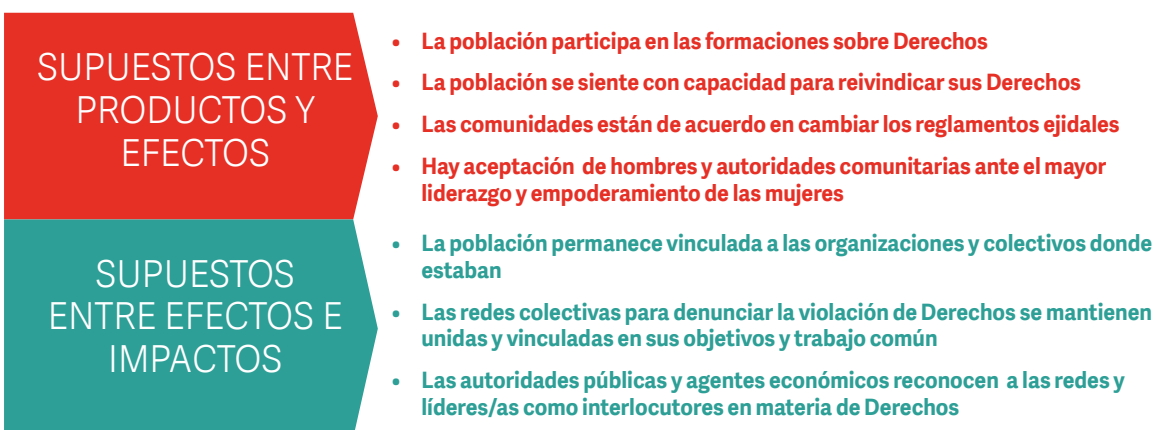 SUPUESTOS ENTRE
PRODUCTOS Y
EFECTOS
• La población participa en las formaciones sobre Derechos
• La población se siente con capacidad para reivindicar sus Derechos
• Las comunidades están de acuerdo en cambiar los reglamentos ejidales
• Hay aceptación  de hombres y autoridades comunitarias ante el mayor
liderazgo y empoderamiento de las mujeres
SUPUESTOS
ENTRE EFECTOS E
IMPACTOS
• La población permanece vinculada a las organizaciones y colectivos donde
estaban
• Las redes colectivas para denunciar la violación de Derechos se mantienen
unidas y vinculadas en sus objetivos y trabajo común
• Las autoridades públicas y agentes económicos reconocen  a las redes y
líderes/as como interlocutores en materia de Derechos